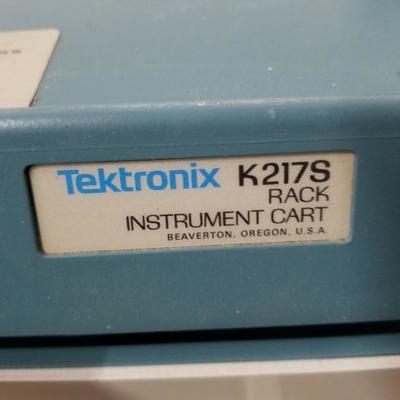 Tektronix K217S
RACK
INSTRUMENT CART
BEAVERTON, OREGON, U.S.A.